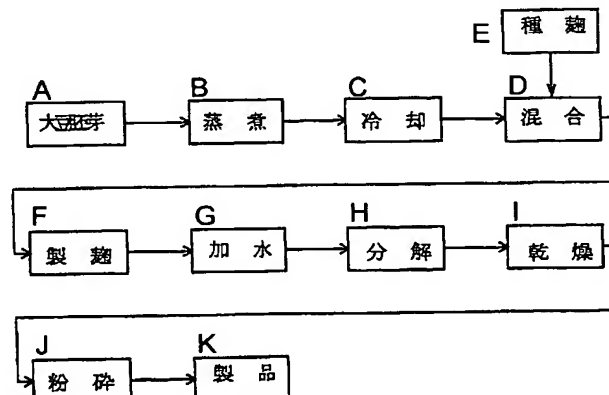 E 種麹
A B C D
大豆胚芽 蒸煮 冷却 混合
F G H I
製麹 加水 分解 乾燥
J K
粉砕 製品